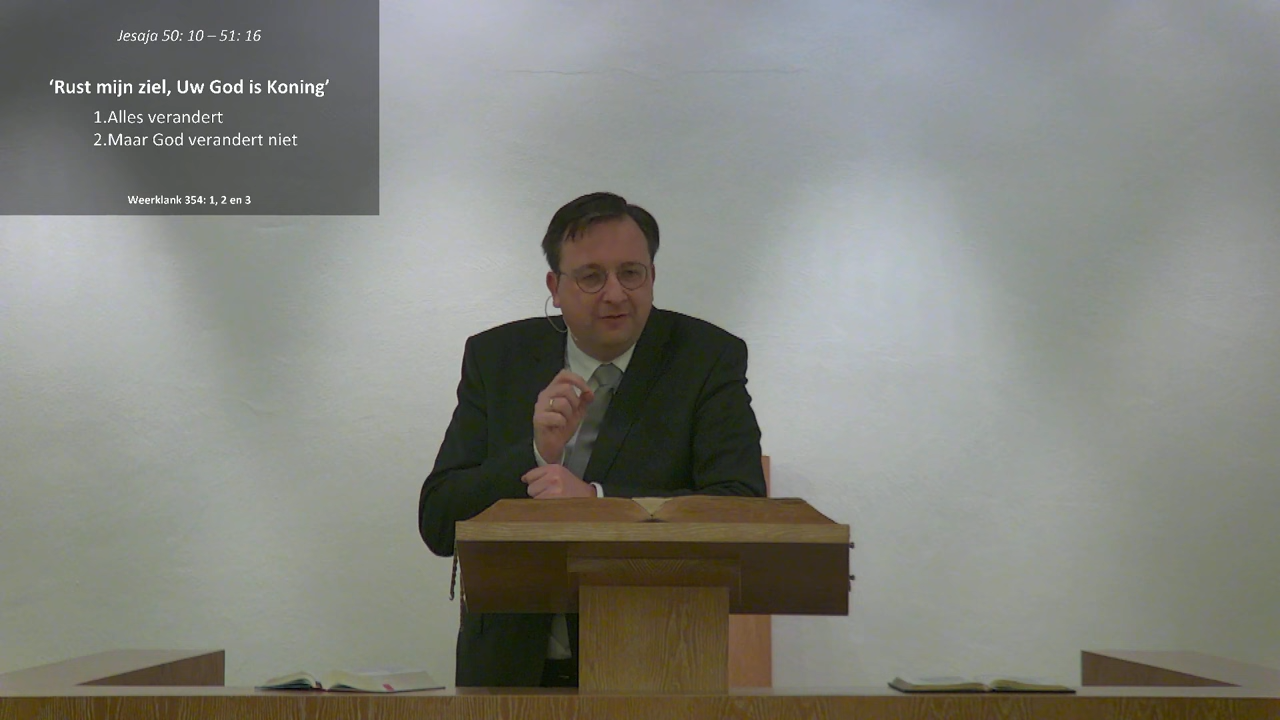 Jesaja 50: 10 – 51: 16
‘Rust mijn ziel, Uw God is Koning’
1.Alles verandert
2.Maar God verandert niet
Weerklank 354: 1, 2 en 3